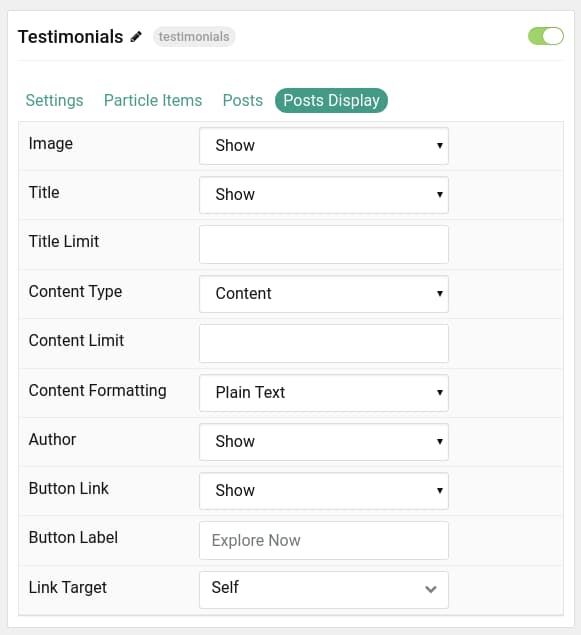 Testimonials testimonials
Settings Particle Items Posts Posts Display
Image Show
Title Show
Title Limit
Content Type Content
Content Limit
Content Formatting Plain Text
Author Show
Button Link Show
Button Label Explore Now
Link Target Self